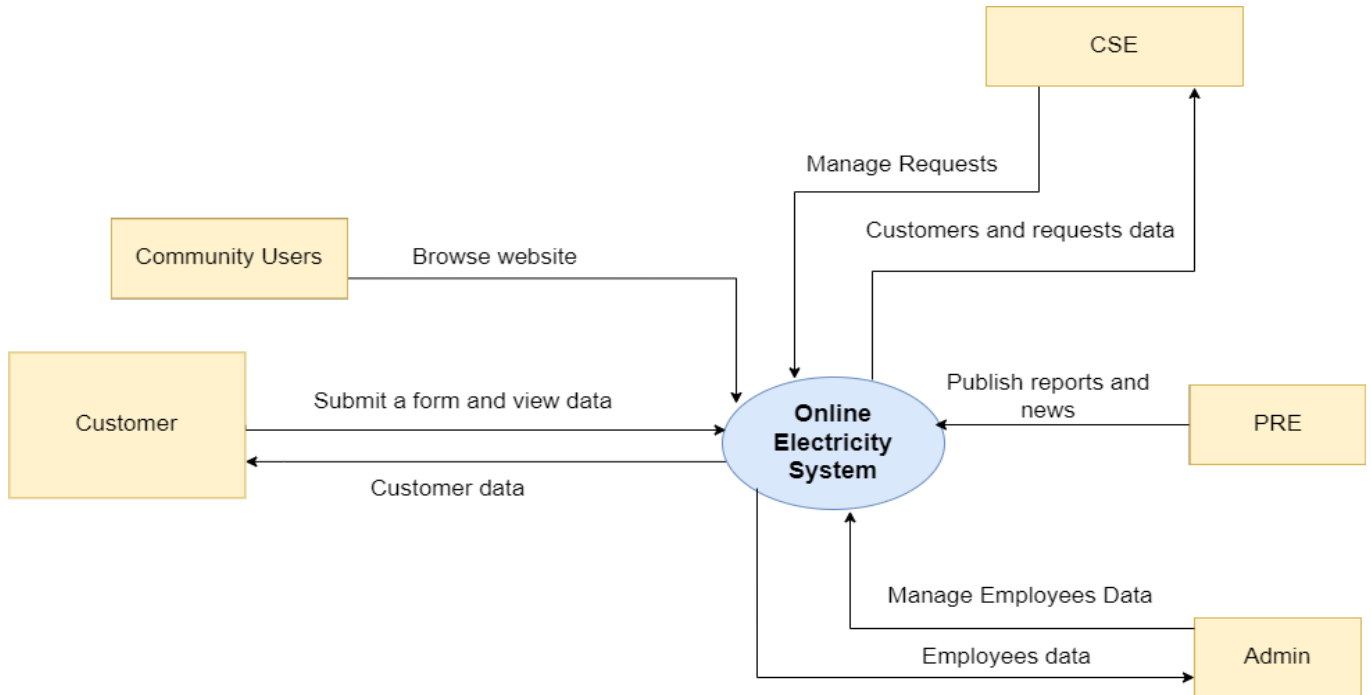 CSE
Manage Requests
Customers and requests data
Community Users
Browse website
Customer
Submit a form and view data
Customer data
Online
Electricity
System
Publish reports and
news
PRE
Manage Employees Data
Employees data
Admin